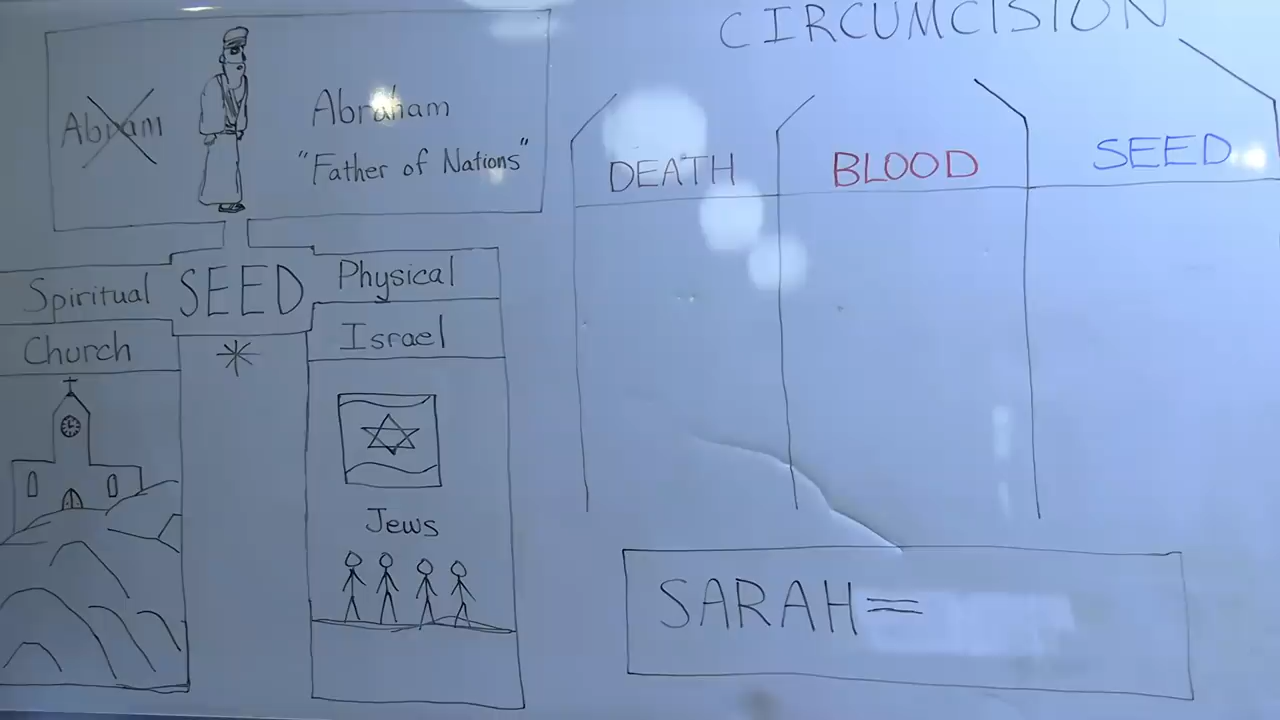 Abram
Abraham
"Father of Nations"
SEED
Spiritual
Physical
Church
Israel
Jews
CIRCUMCISION
DEATH
BLOOD
SEED
SARAH=